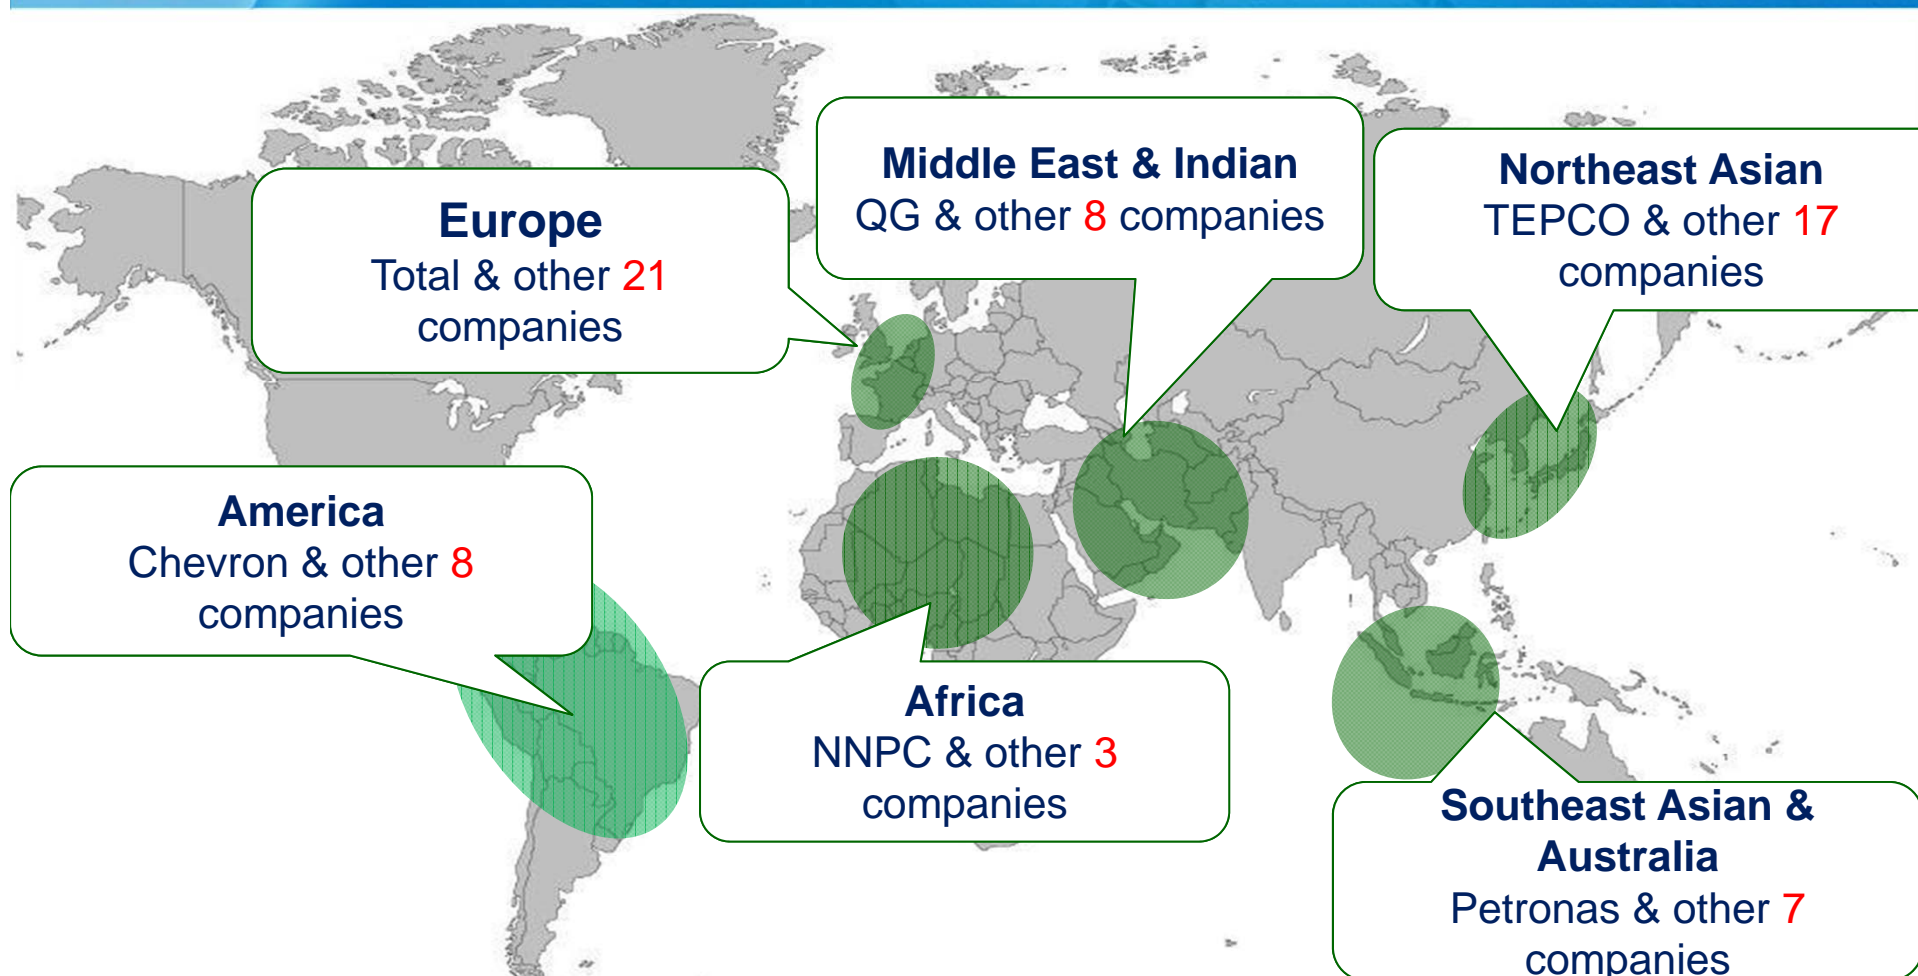 Europe
Total & other 21
companies
Middle East & Indian
QG & other 8 companies
Northeast Asian
TEPCO & other 17
companies
America
Chevron & other 8
companies
Africa
NNPC & other 3
companies
Southeast Asian &
Australia
Petronas & other 7
companies